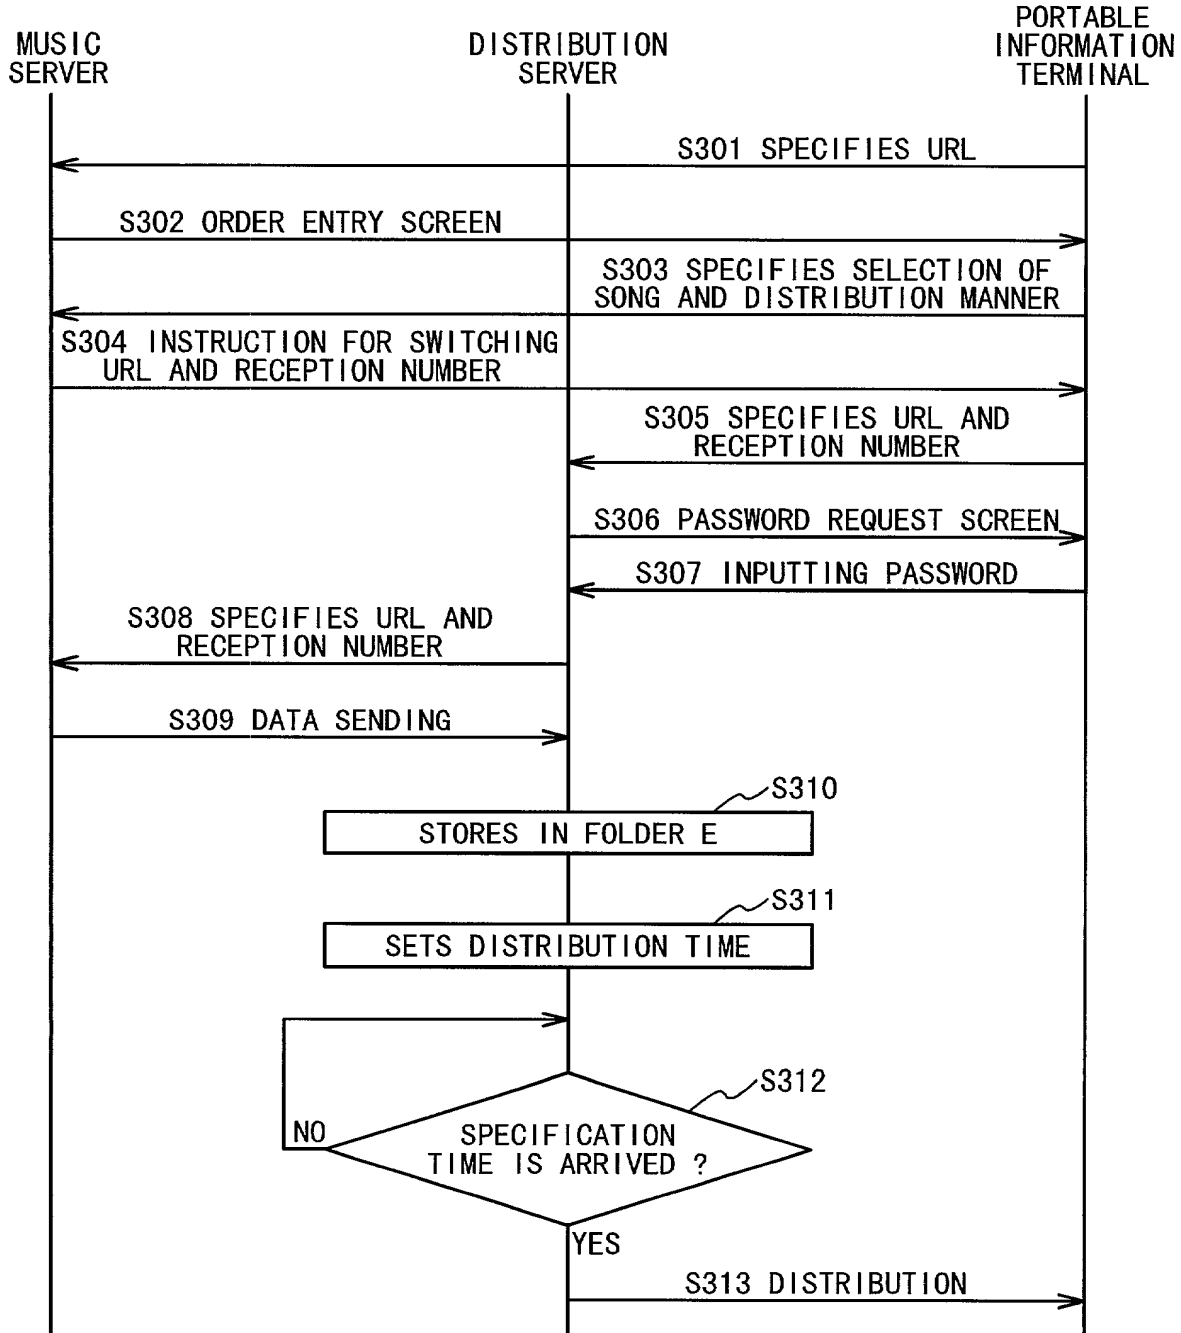 MUSIC
SERVER
DISTRIBUTION
SERVER
PORTABLE
INFORMATION
TERMINAL
S301 SPECIFIES URL
S302 ORDER ENTRY SCREEN
S303 SPECIFIES SELECTION OF
SONG AND DISTRIBUTION MANNER
S304 INSTRUCTION FOR SWITCHING
URL AND RECEPTION NUMBER
S305 SPECIFIES URL AND
RECEPTION NUMBER
S306 PASSWORD REQUEST SCREEN
S307 INPUTTING PASSWORD
S308 SPECIFIES URL AND
RECEPTION NUMBER
S309 DATA SENDING
S310
STORES IN FOLDER E
S311
SETS DISTRIBUTION TIME
S312
NO
SPECIFICATION
TIME IS ARRIVED ?
YES
S313 DISTRIBUTION